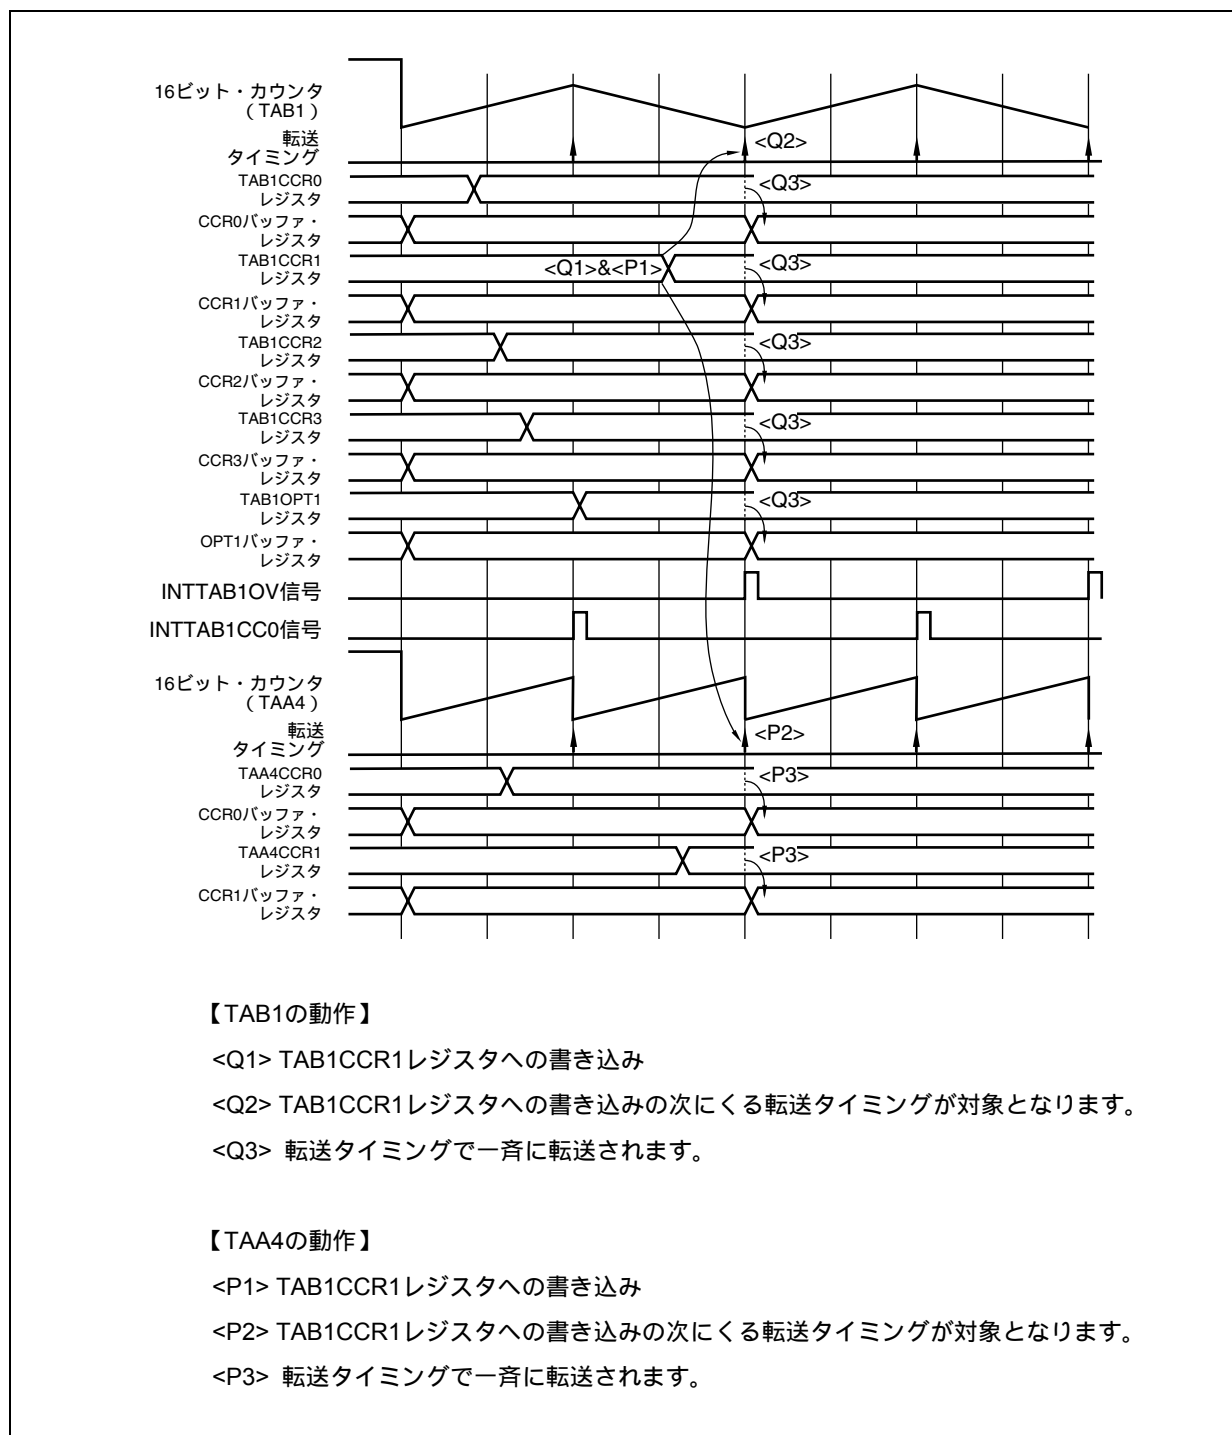 16ビット・カウンタ
（TAB1）
転送
タイミング
<Q2>
TAB1CCR0
レジスタ
<Q3>
CCR0バッファ・
レジスタ
TAB1CCR1
レジスタ
<Q1>&<P1>
<Q3>
CCR1バッファ・
レジスタ
TAB1CCR2
レジスタ
<Q3>
CCR2バッファ・
レジスタ
TAB1CCR3
レジスタ
<Q3>
CCR3バッファ・
レジスタ
TAB1OPT1
レジスタ
<Q3>
OPT1バッファ・
レジスタ
INTTAB1OV信号
INTTAB1CC0信号
16ビット・カウンタ
（TAA4）
転送
タイミング
<P2>
TAA4CCR0
レジスタ
<P3>
CCR0バッファ・
レジスタ
TAA4CCR1
レジスタ
<P3>
CCR1バッファ・
レジスタ
【TAB1の動作】
<Q1> TAB1CCR1レジスタへの書き込み
<Q2> TAB1CCR1レジスタへの書き込みの次にくる転送タイミングが対象となります。
<Q3> 転送タイミングで一斉に転送されます。
【TAA4の動作】
<P1> TAB1CCR1レジスタへの書き込み
<P2> TAB1CCR1レジスタへの書き込みの次にくる転送タイミングが対象となります。
<P3> 転送タイミングで一斉に転送されます。